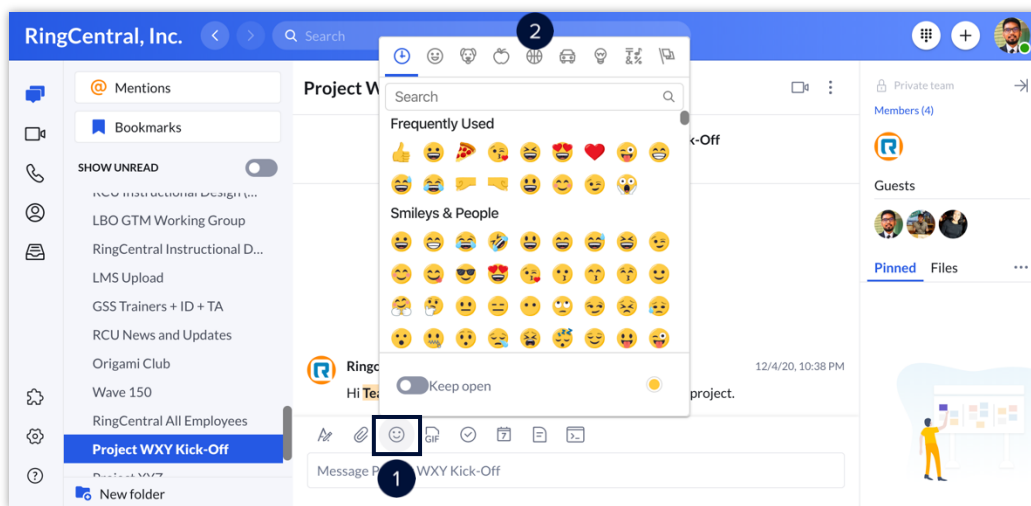 2
RingCentral, Inc.
Search
Mentions
Bookmarks
SHOW UNREAD
LBO GTM Working Group
RingCentral Instructional D...
LMS Upload
GSS Trainers + ID + TA
RCU News and Updates
Origami Club
Wave 150
RingCentral All Employees
Project WXY Kick-Off
New folder
Project W
k-Off
Search
Frequently Used
Smileys & People
Keep open
Ringc
12/4/20, 10:38 PM
Hi Tea
project.
GIF
7
Message P
WXY Kick-Off
1
Private team
Members (4)
Guests
Pinned
Files
...